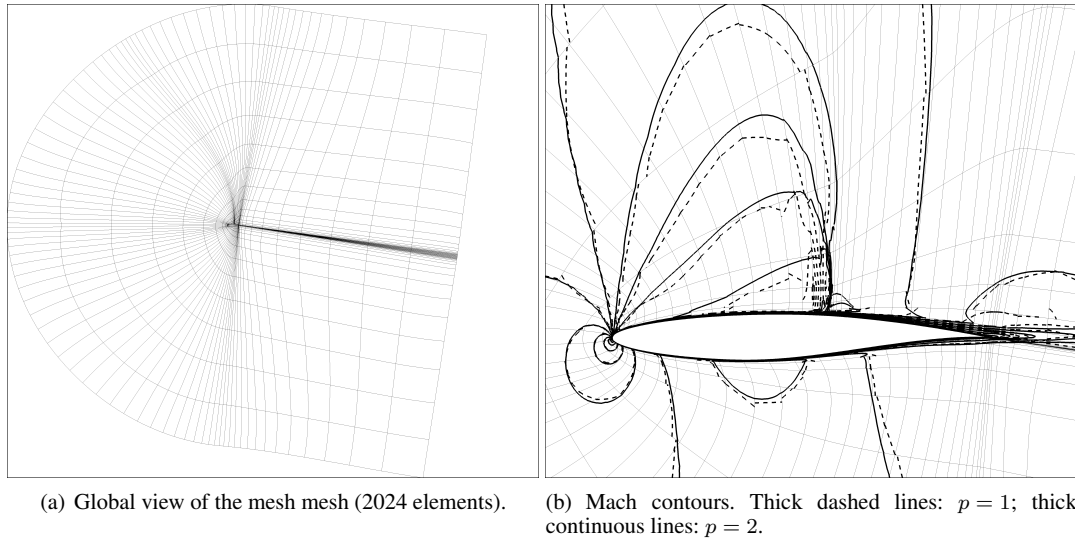 (a) Global view of the mesh mesh (2024 elements).
(b) Mach contours. Thick dashed lines: p = 1; thick
continuous lines: p = 2.